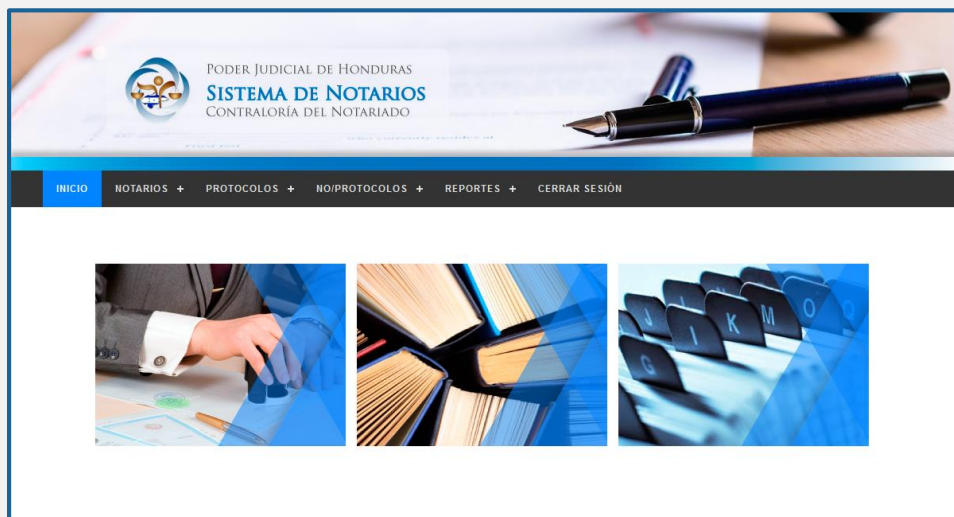 PODER JUDICIAL DE HONDURAS
SISTEMA DE NOTARIOS
CONTRALORÍA DEL NOTARIADO
INICIO NOTARIOS + PROTOCOLOS + NO/PROTOCOLOS + REPORTES + CERRAR SESIÓN
J K M O
G I